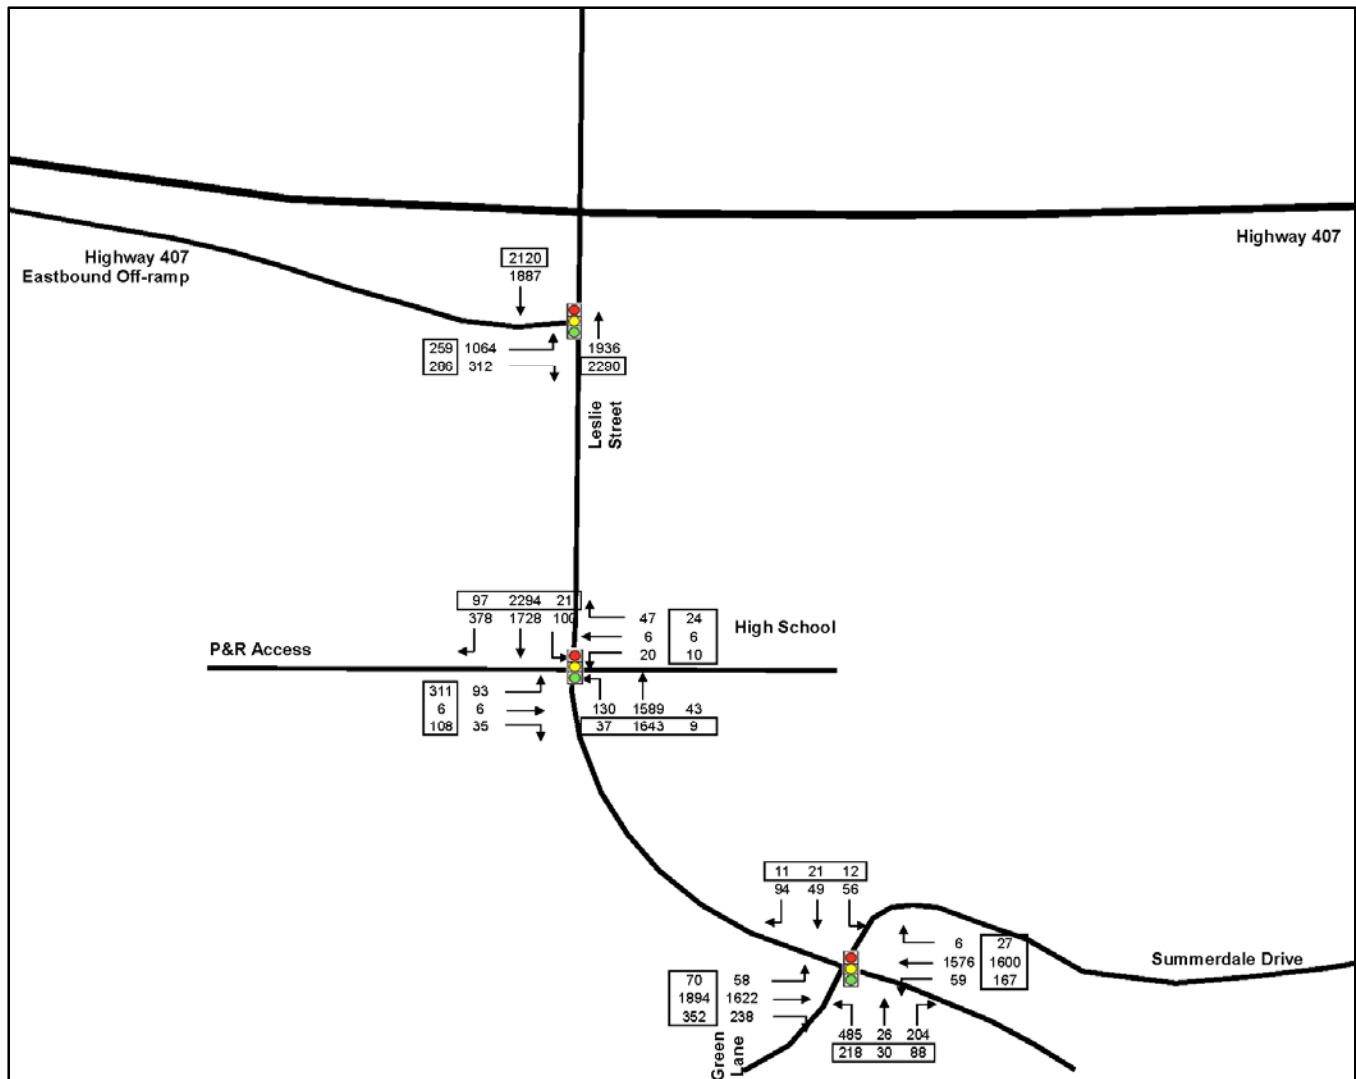 Highway 407
Highway 407
Eastbound Off-ramp
2120
1887
259 1064
286 312
1936
2290
Leslie
Street
97 2294 21
378 1728 100
47 24
6 6
20 10
High School
P&R Access
311 93
6 6
108 35
130 1589 43
37 1643 9
11 21 12
94 49 56
6 27
1576 1600
59 167
Summerdale Drive
70 58
1894 1622
352 238
485 26 204
218 30 88
Green
Lane